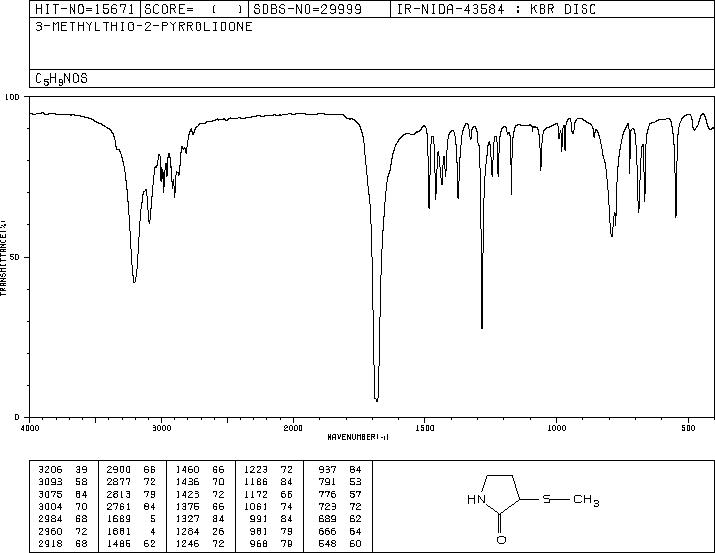 HIT-NO=15671 SCORE= ( ) SDBS-NO=29999 IR-NIDA-43584 : KBR DISC
3-METHYLTHIO-2-PYRROLIDONE
C5H9NOS
100
50
0
TRANSMITTANCE(%)
4000 3000 2000 1500 1000 500
WAVENUMBER(-1)
3206 39 2900 66 1460 66 1223 72 937 84
3093 58 2877 72 1436 70 1186 84 791 53
3075 84 2813 79 1423 72 1172 66 776 57
3004 70 2761 84 1375 66 1061 74 723 72
2984 68 1689 5 1327 84 991 84 689 62
2960 72 1681 4 1284 26 981 79 666 64
2918 68 1485 62 1246 72 968 79 548 60
HN
S
CH3
O